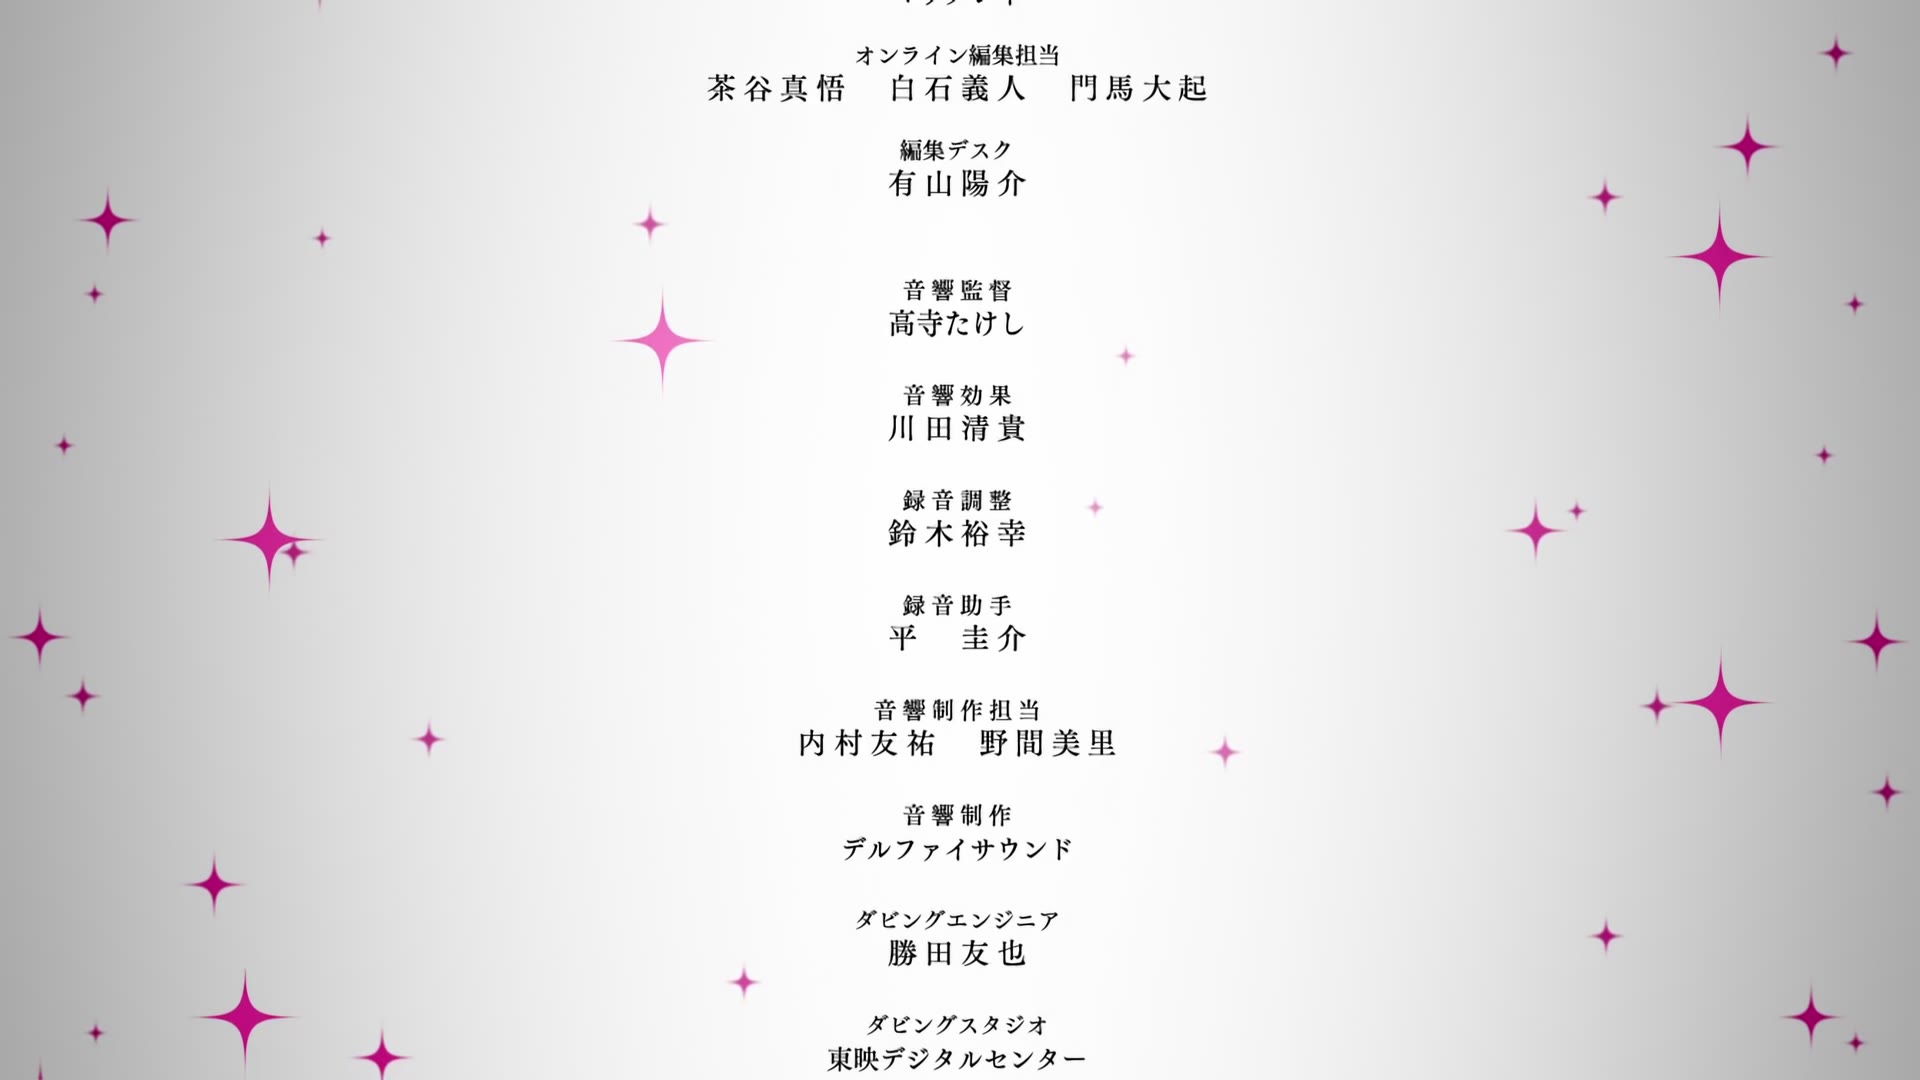 オンライン編集担当
茶谷真悟　白石義人　門馬大起
編集デスク
有山陽介
音響監督
高寺たけし
音響効果
川田清貴
録音調整
鈴木裕幸
録音助手
平　圭介
音響制作担当
内村友祐　野間美里
音響制作
デルファイサウンド
ダビングエンジニア
勝田友也
ダビングスタジオ
東映デジタルセンター